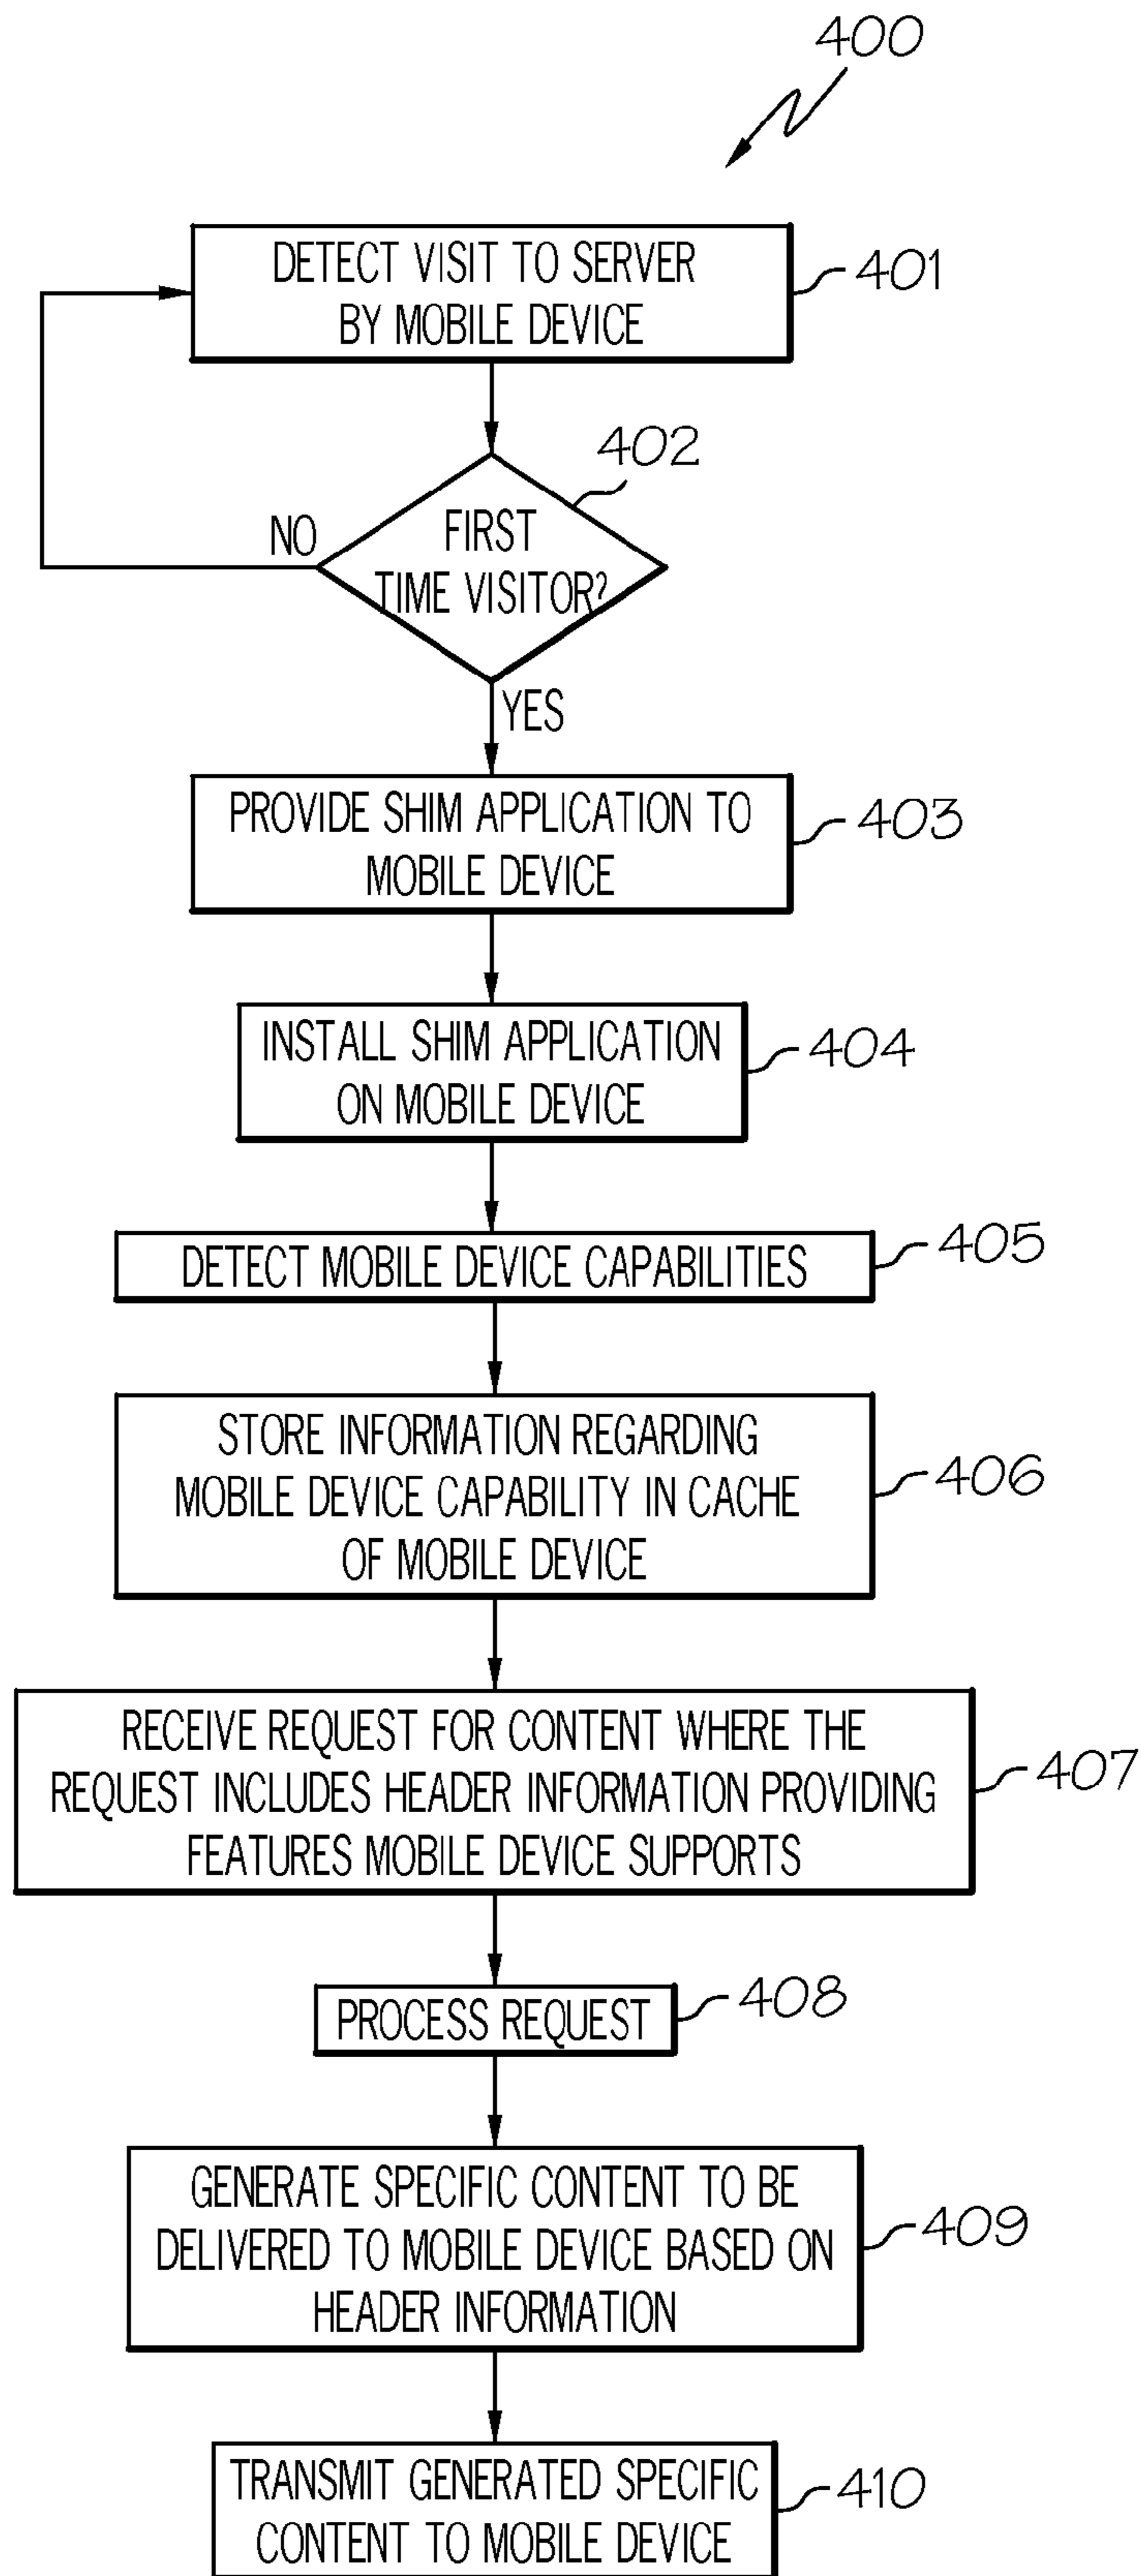 400
DETECT VISIT TO SERVER
BY MOBILE DEVICE
401
402
NO
FIRST
TIME VISITOR?
YES
PROVIDE SHIM APPLICATION TO
MOBILE DEVICE
403
INSTALL SHIM APPLICATION
ON MOBILE DEVICE
404
DETECT MOBILE DEVICE CAPABILITIES
405
STORE INFORMATION REGARDING
MOBILE DEVICE CAPABILITY IN CACHE
OF MOBILE DEVICE
406
RECEIVE REQUEST FOR CONTENT WHERE THE
REQUEST INCLUDES HEADER INFORMATION PROVIDING
FEATURES MOBILE DEVICE SUPPORTS
407
PROCESS REQUEST
408
GENERATE SPECIFIC CONTENT TO BE
DELIVERED TO MOBILE DEVICE BASED ON
HEADER INFORMATION
409
TRANSMIT GENERATED SPECIFIC
CONTENT TO MOBILE DEVICE
410